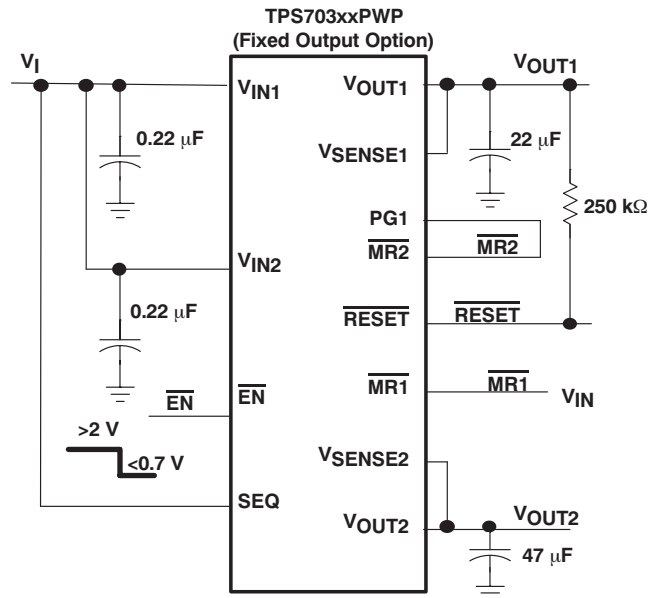 TPS703xxPWP
(Fixed Output Option)
VI
VIN1
VOUT1
VOUT1
0.22 μF
VSENSE1
22 μF
250 kΩ
PG1
MR2
MR2
VIN2
0.22 μF
RESET
RESET
EN
EN
MR1
MR1
VIN
>2 V
<0.7 V
VSENSE2
SEQ
VOUT2
VOUT2
47 μF